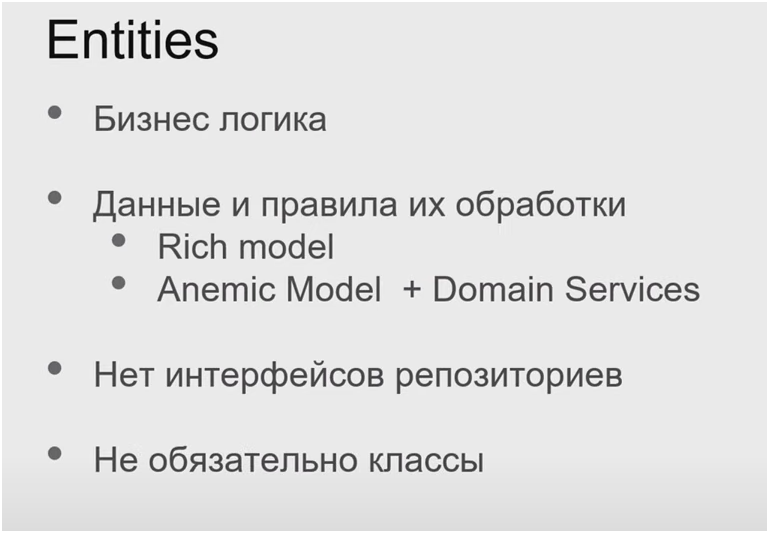 Entities
Бизнес логика
Данные и правила их обработки
Rich model
Anemic Model + Domain Services
Нет интерфейсов репозиториев
Не обязательно классы